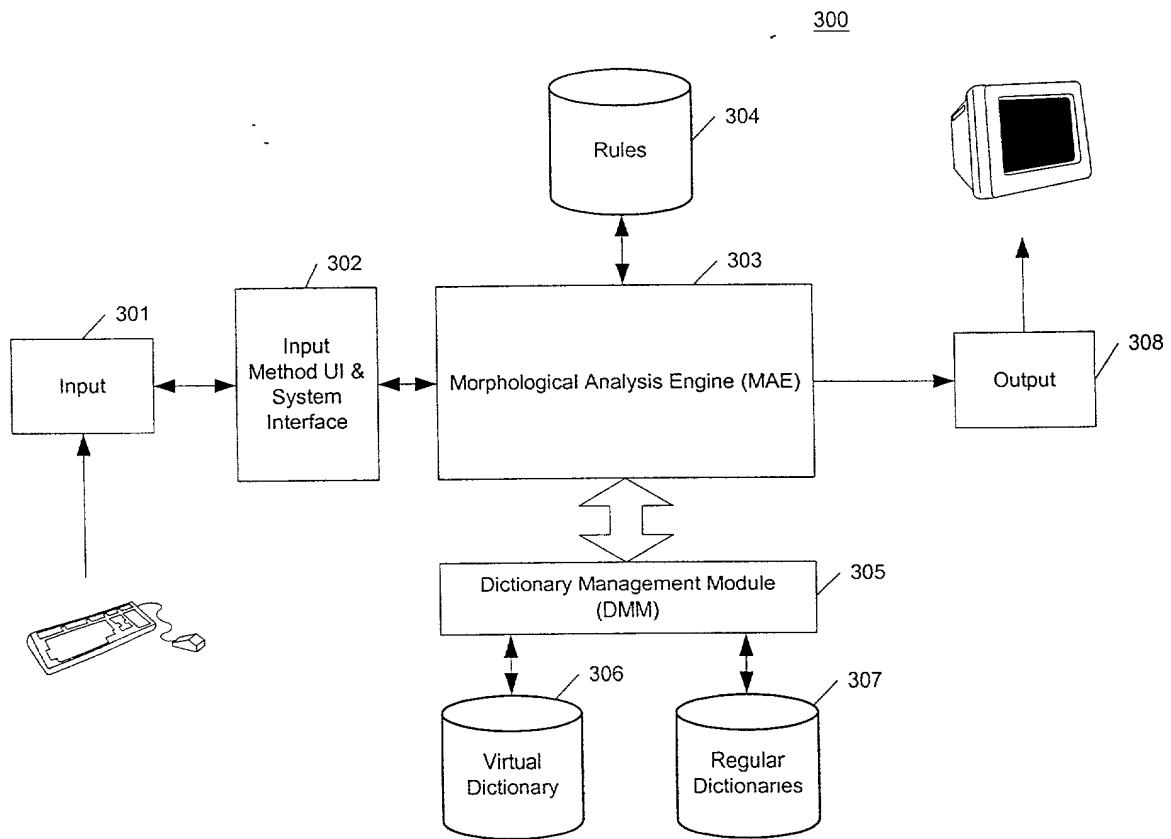 300
304
Rules
302
303
301
308
Input
Input
Method UI &
System
Interface
Morphological Analysis Engine (MAE)
Output
Dictionary Management Module
(DMM)
305
306
307
Virtual
Dictionary
Regular
Dictionaries